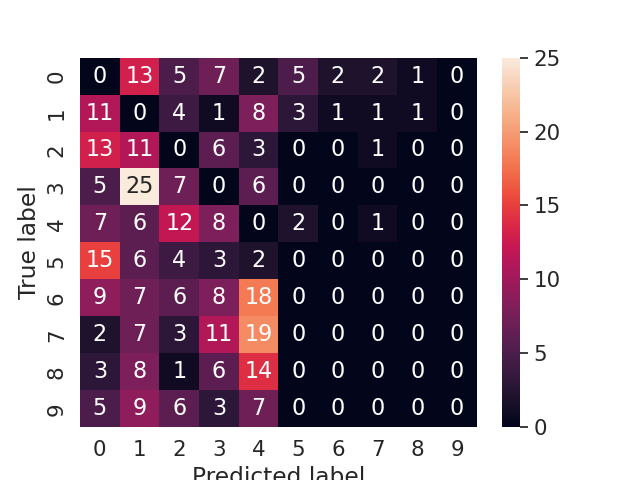 0 0 13 5 7 2 5 2 2 1 0
1 11 0 4 1 8 3 1 1 1 0
2 13 11 0 6 3 0 0 1 0 0
3 5 25 7 0 6 0 0 0 0 0
4 7 6 12 8 0 2 0 1 0 0
5 15 6 4 3 2 0 0 0 0 0
6 9 7 6 8 18 0 0 0 0 0
7 2 7 3 11 19 0 0 0 0 0
8 3 8 1 6 14 0 0 0 0 0
9 5 9 6 3 7 0 0 0 0 0
0 1 2 3 4 5 6 7 8 9
Predicted label
True label
25
20
15
10
5
0